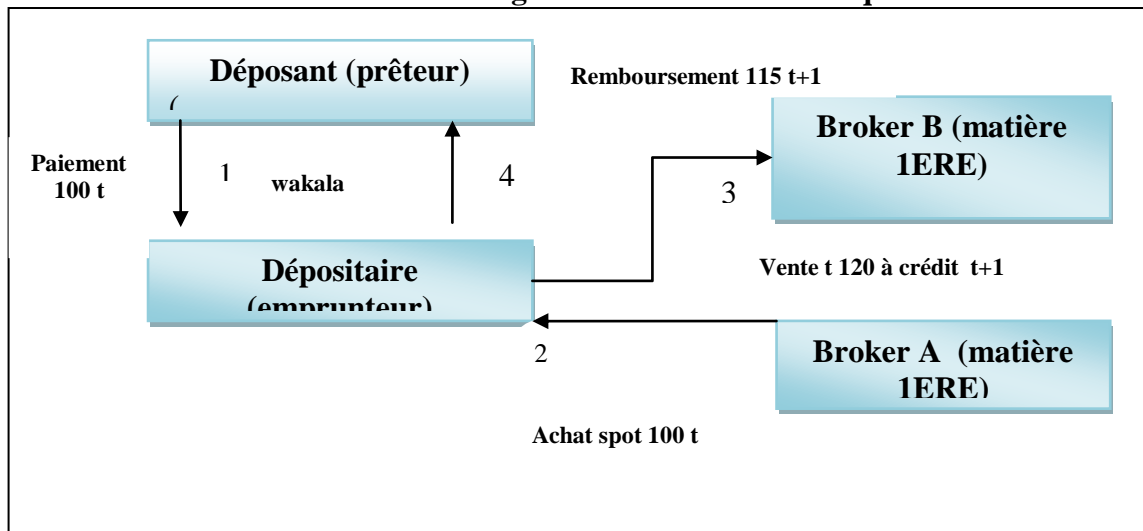 Déposant (prêteur)
(
Remboursement 115 t+1
Broker B (matière
1ERE)
Paiement
100 t
1
wakala
4
3
Dépositaire
(emprunteur)
Vente t 120 à crédit t+1
2
Broker A (matière
1ERE)
Achat spot 100 t